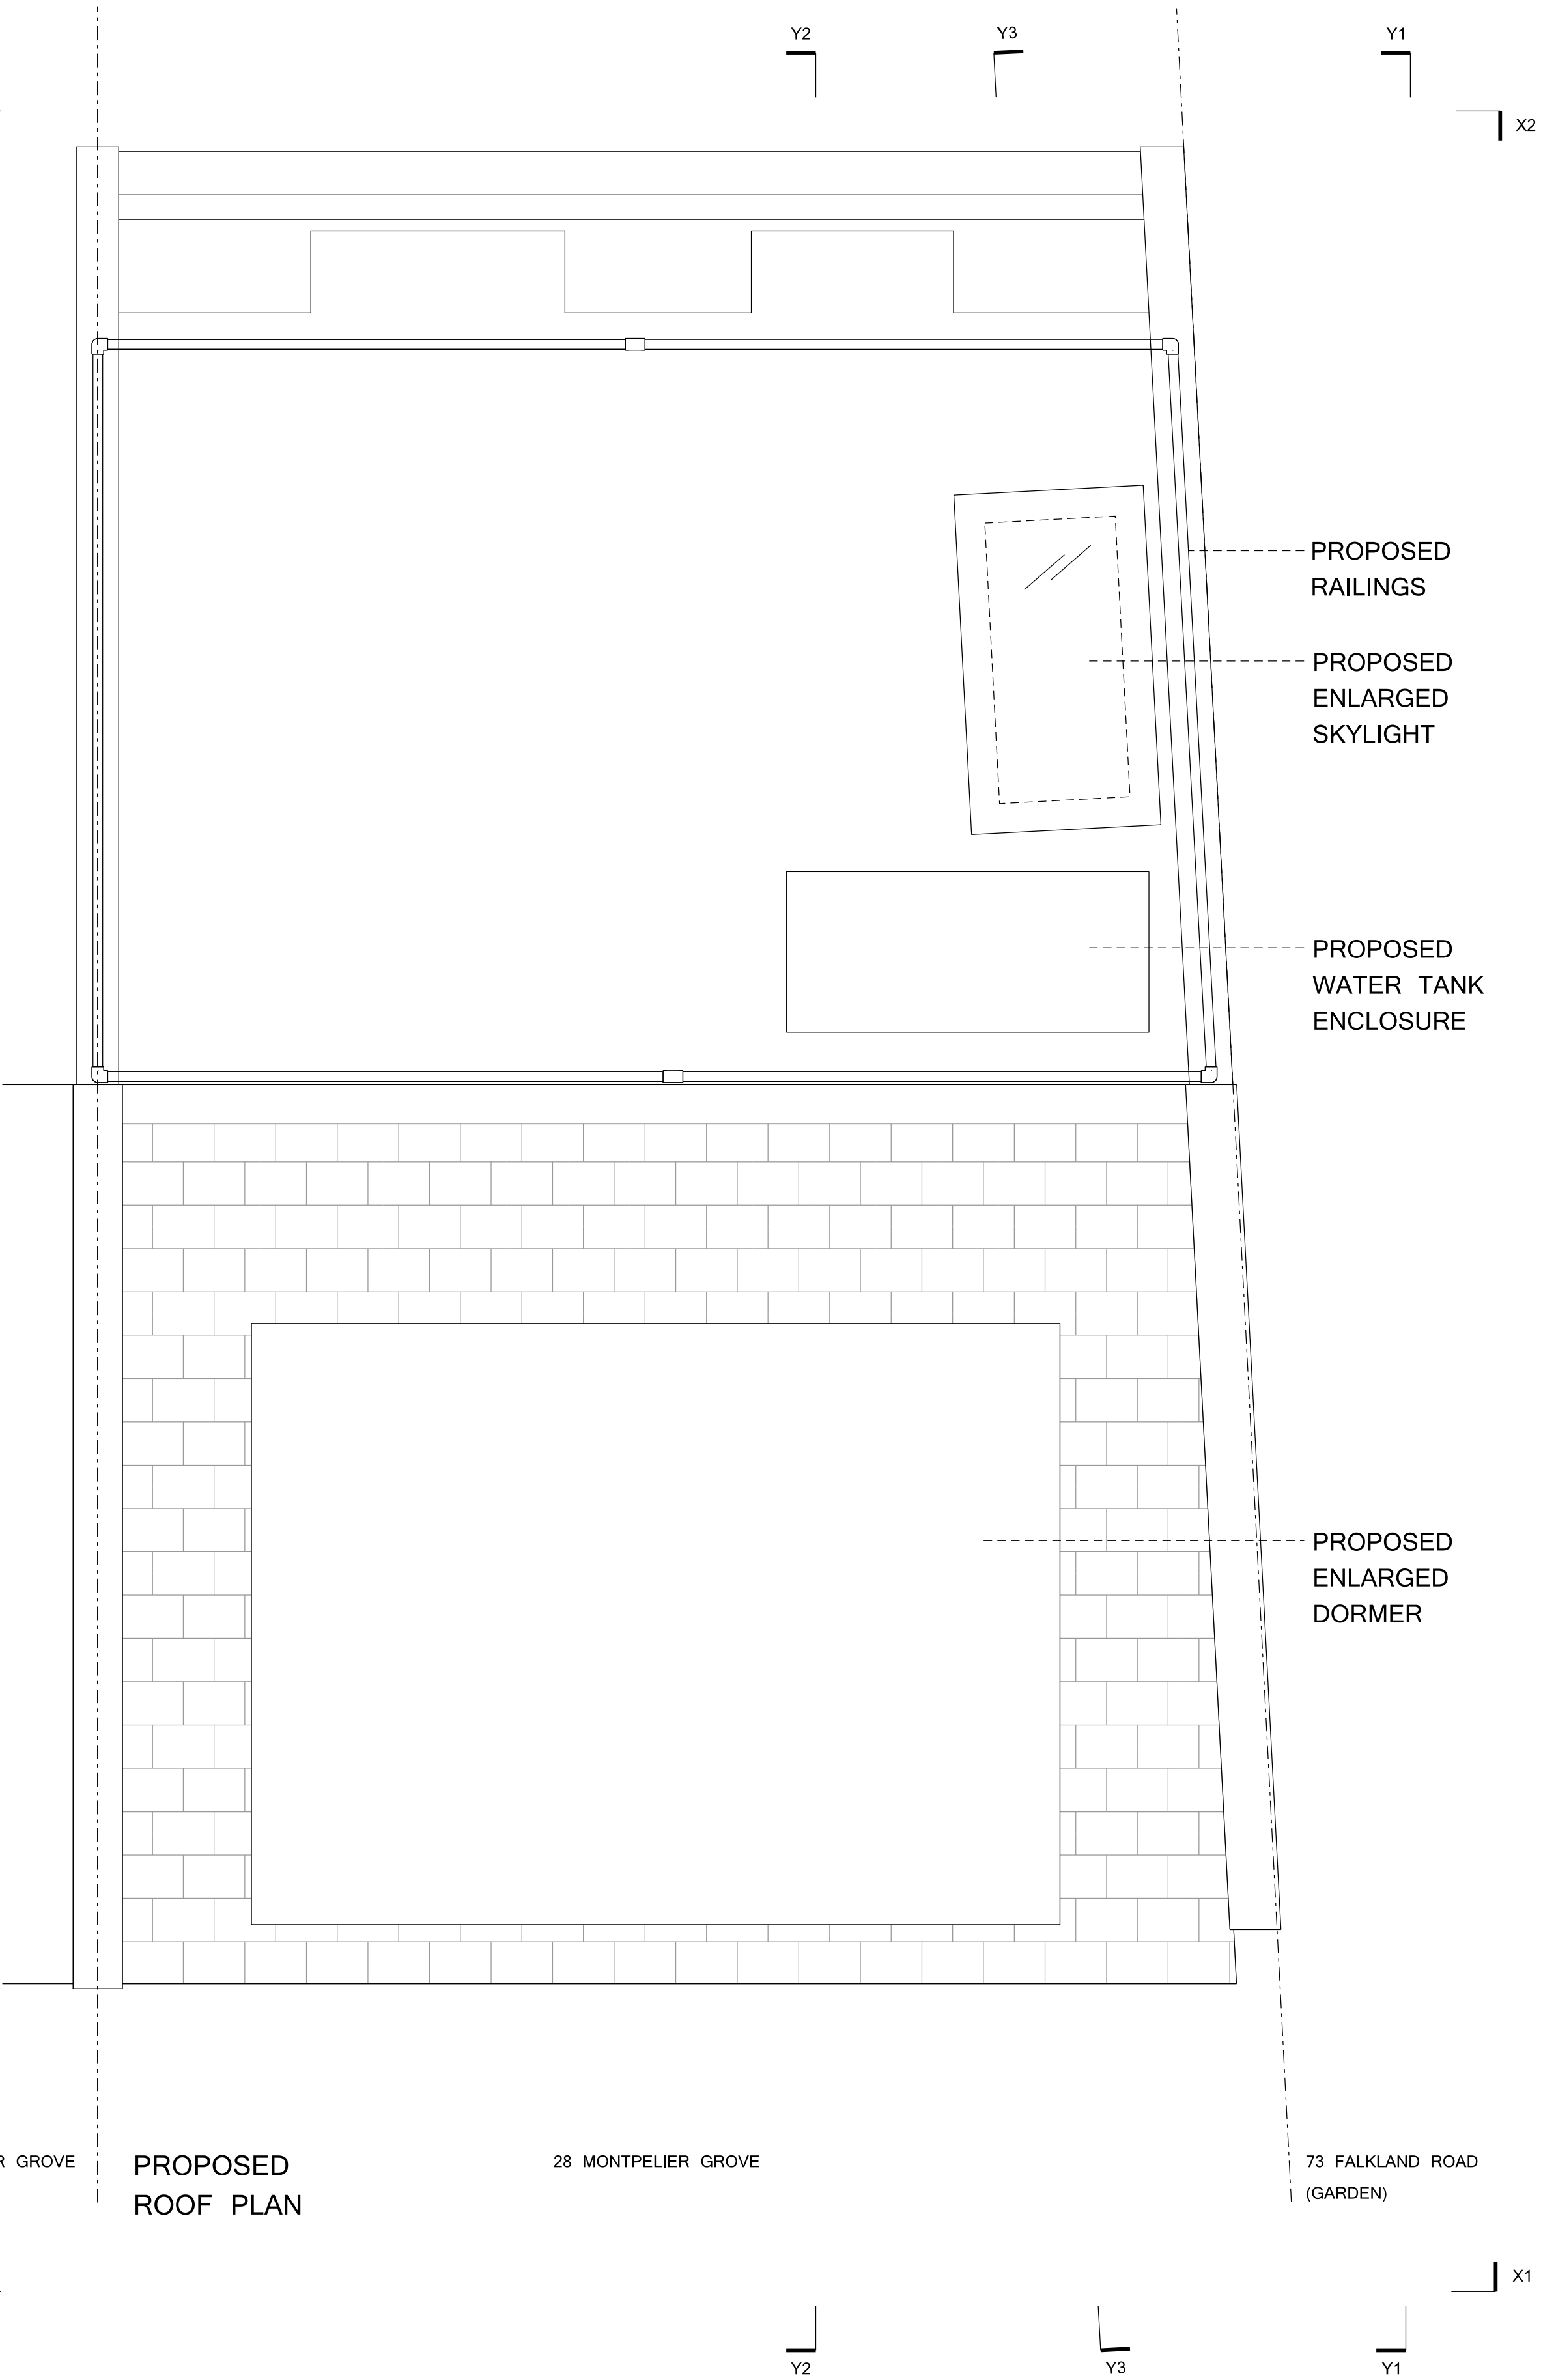 Y2 Y3 Y1
X2
PROPOSED
RAILINGS
PROPOSED
ENLARGED
SKYLIGHT
PROPOSED
WATER TANK
ENCLOSURE
PROPOSED
ENLARGED
DORMER
R GROVE
PROPOSED
ROOF PLAN
28 MONTPELIER GROVE
73 FALKLAND ROAD
(GARDEN)
X1
Y2 Y3 Y1